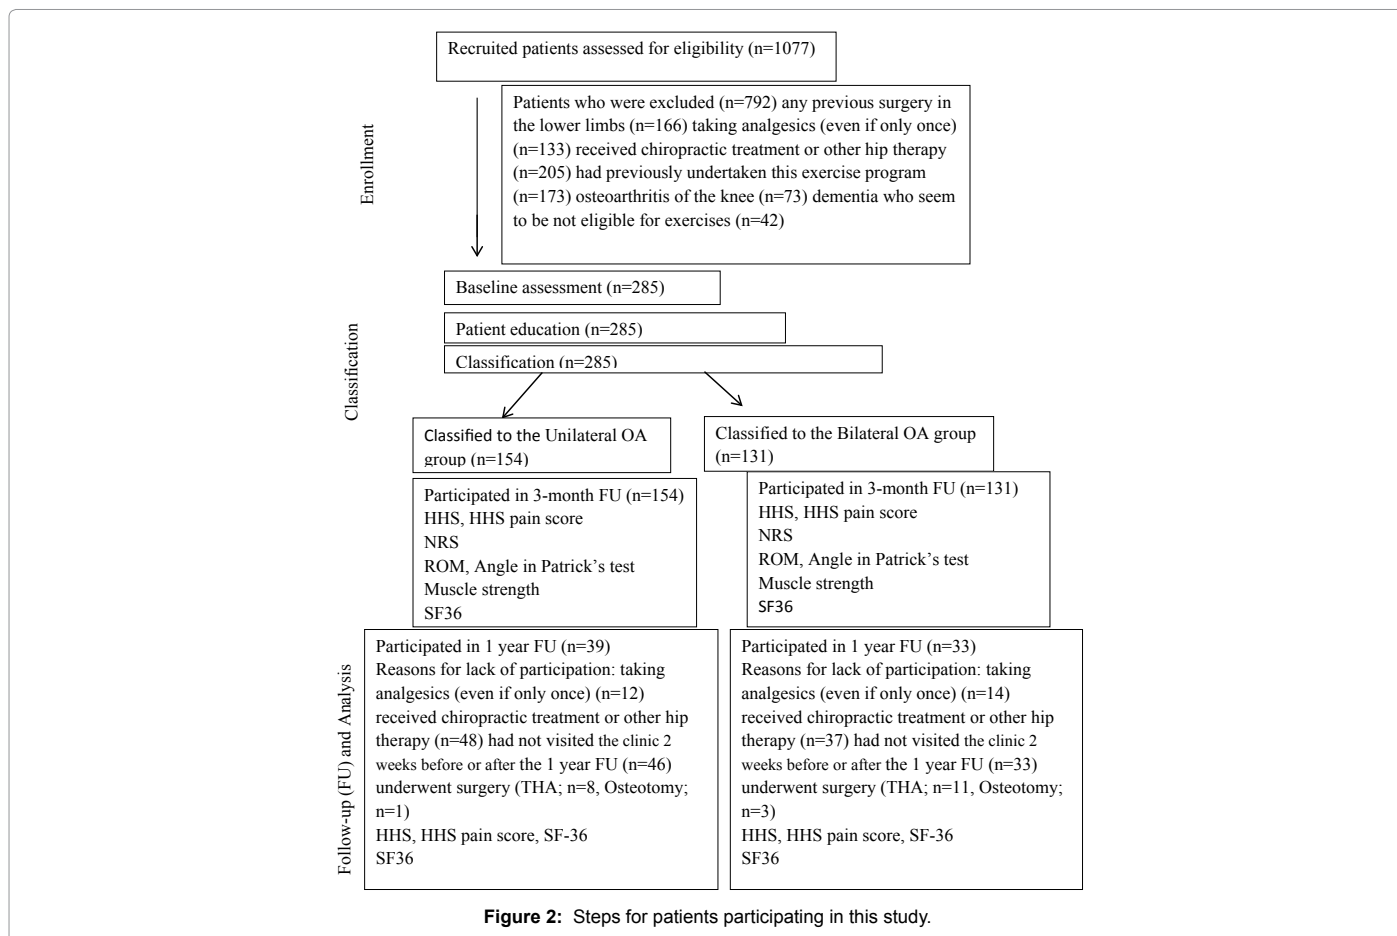 Recruited patients assessed for eligibility (n=1077)
Enrollment
Patients who were excluded (n=792) any previous surgery in
the lower limbs (n=166) taking analgesics (even if only once)
(n=133) received chiropractic treatment or other hip therapy
(n=205) had previously undertaken this exercise program
(n=173) osteoarthritis of the knee (n=73) dementia who seem
to be not eligible for exercises (n=42)
Baseline assessment (n=285)
Classification
Patient education (n=285)
Classification (n=285)
Classified to the Unilateral OA
group (n=154)
Classified to the Bilateral OA group
(n=131)
Participated in 3-month FU (n=154)
HHS, HHS pain score
NRS
ROM, Angle in Patrick's test
Muscle strength
SF36
Participated in 3-month FU (n=131)
HHS, HHS pain score
NRS
ROM, Angle in Patrick's test
Muscle strength
SF36
Follow-up (FU) and Analysis
Participated in 1 year FU (n=39)
Reasons for lack of participation: taking
analgesics (even if only once) (n=12)
received chiropractic treatment or other hip
therapy (n=48) had not visited the clinic 2
weeks before or after the 1 year FU (n=46)
underwent surgery (THA; n=8, Osteotomy;
n=1)
HHS, HHS pain score, SF-36
SF36
Participated in 1 year FU (n=33)
Reasons for lack of participation: taking
analgesics (even if only once) (n=14)
received chiropractic treatment or other hip
therapy (n=37) had not visited the clinic 2
weeks before or after the 1 year FU (n=33)
underwent surgery (THA; n=11, Osteotomy;
n=3)
HHS, HHS pain score, SF-36
SF36
Figure 2: Steps for patients participating in this study.